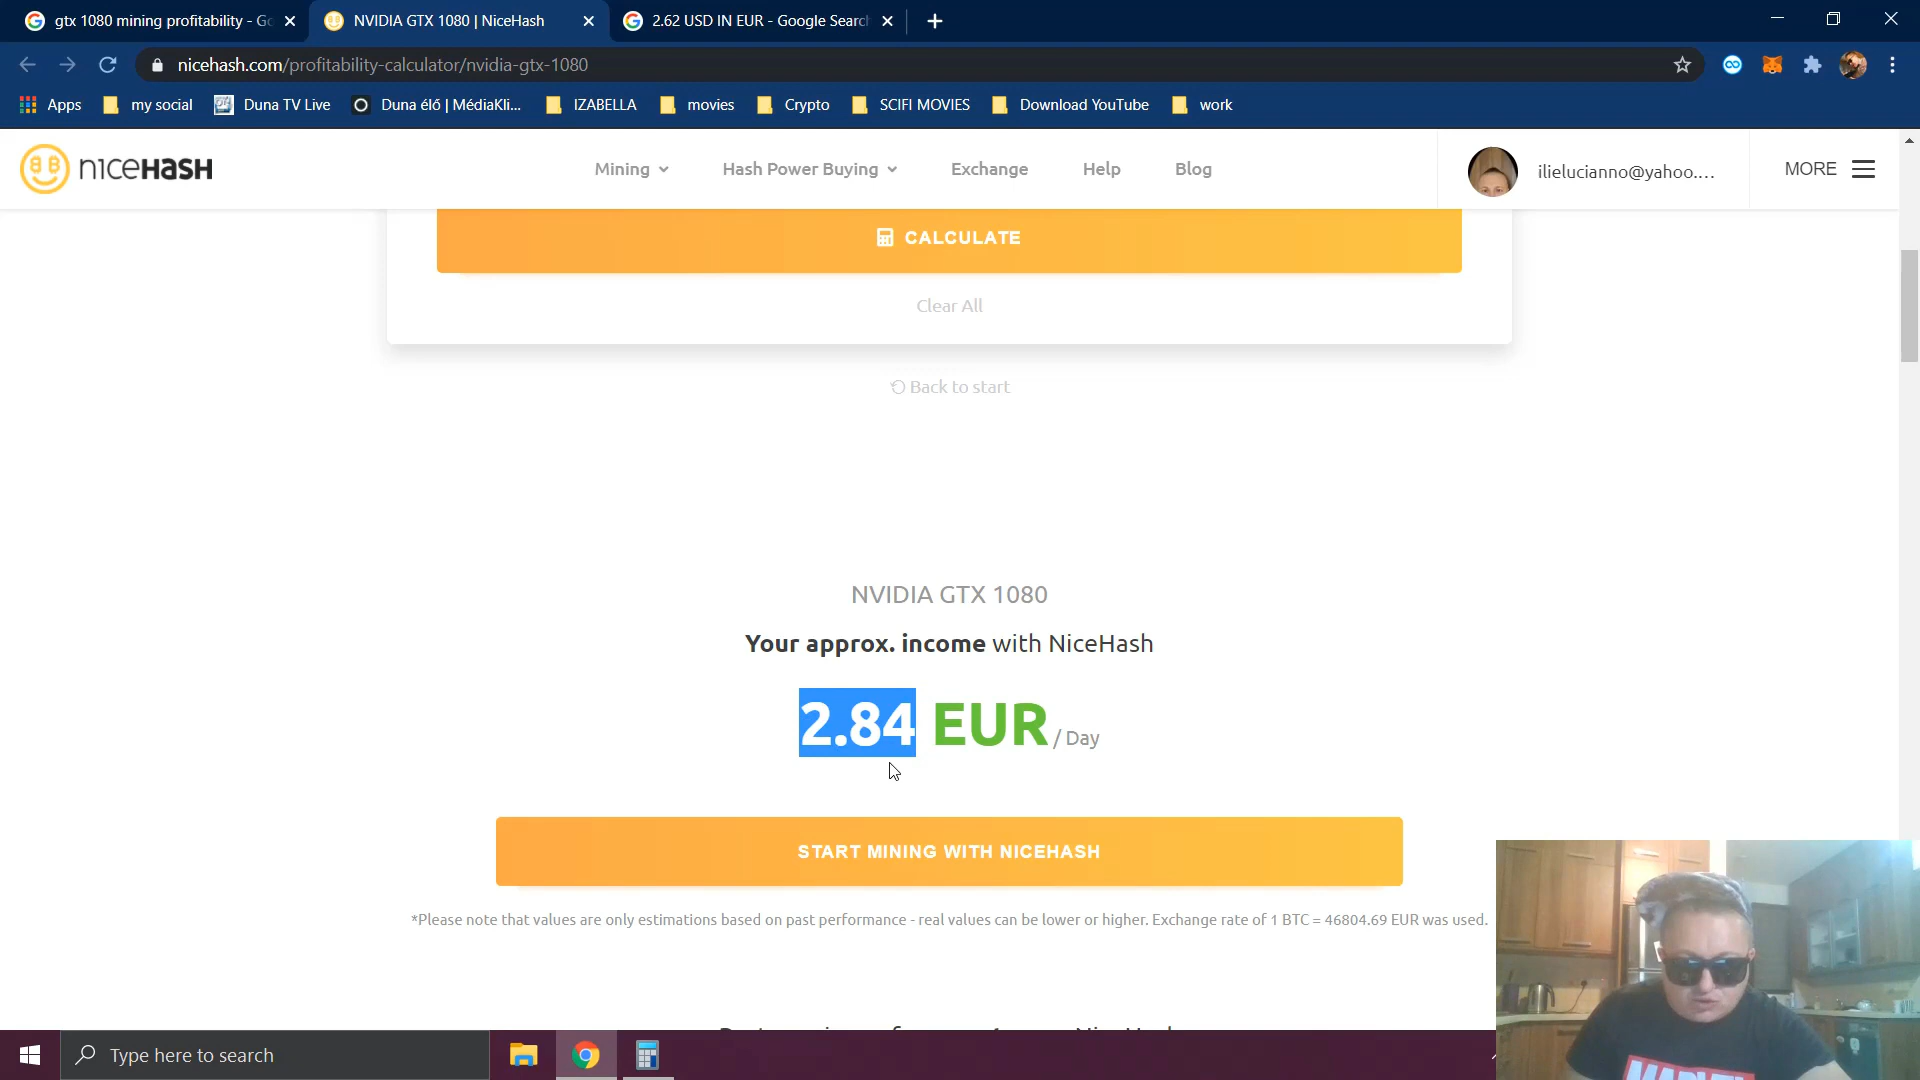 gtx 1080 mining profitability - Go
NVIDIA GTX 1080 | NiceHash
2.62 USD IN EUR - Google Search
nicehash.com/profitability-calculator/nvidia-gtx-1080
Apps
my social
Duna TV Live
Duna élő | MédiaKli...
IZABELLA
movies
Crypto
SCIFI MOVIES
Download YouTube
work
niceHASH
Mining
Hash Power Buying
Exchange
Help
Blog
ilielucianno@yahoo....
MORE
CALCULATE
Clear All
Back to start
NVIDIA GTX 1080
Your approx. income with NiceHash
2.84 EUR / Day
START MINING WITH NICEHASH
*Please note that values are only estimations based on past performance - real values can be lower or higher. Exchange rate of 1 BTC = 46804.69 EUR was used.
Type here to search